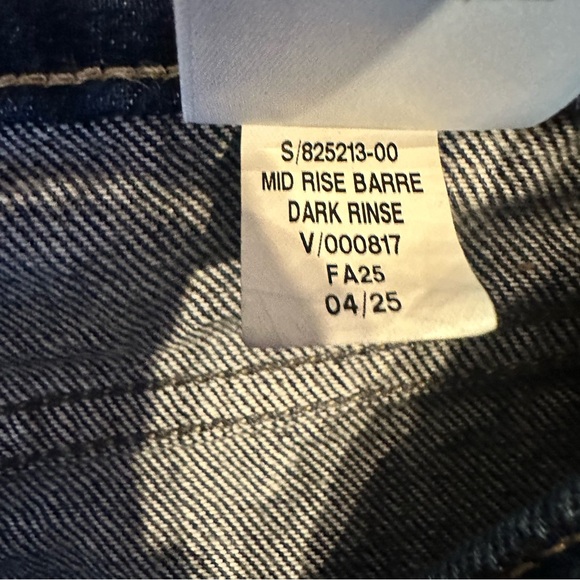 S/825213-00
MID RISE BARRE
DARK RINSE
V/000817
FA25
04/25